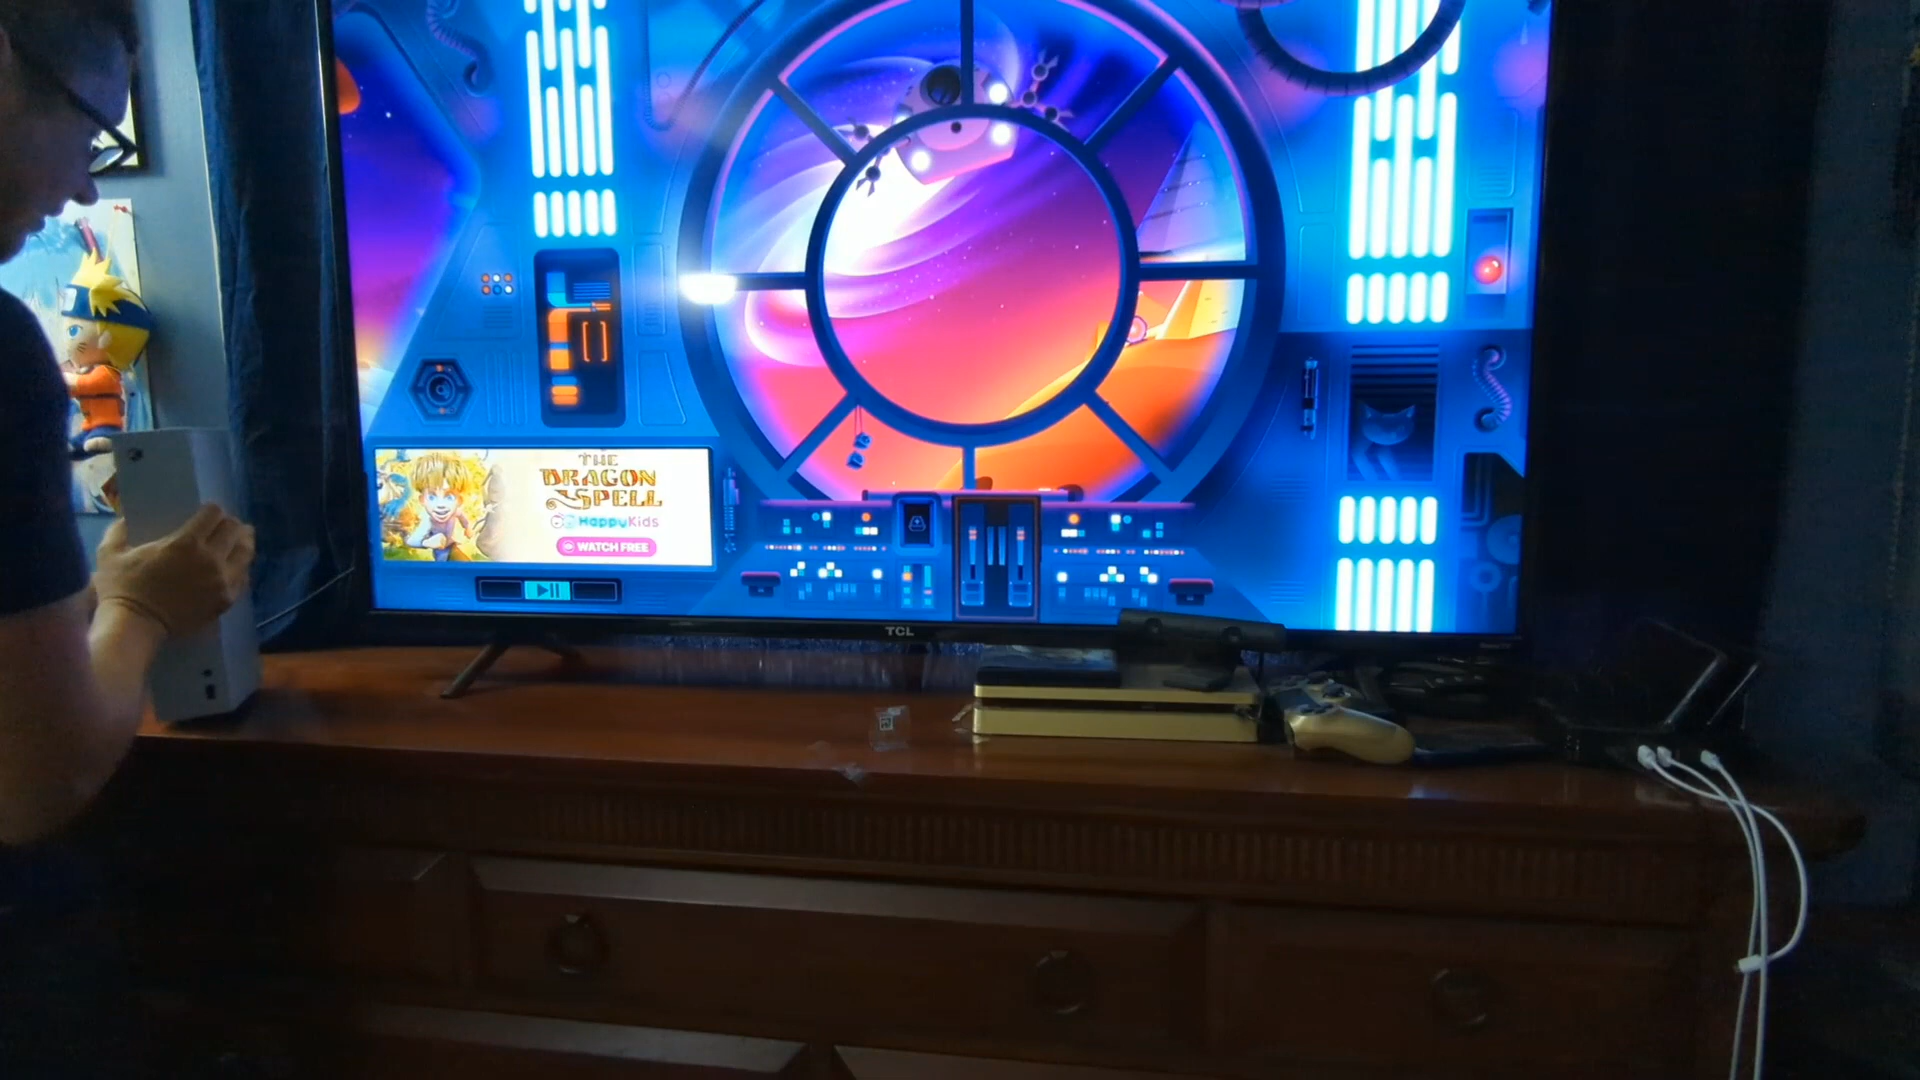 THE
DRAGON
SPELL
HappyKids
WATCH FREE
TCL